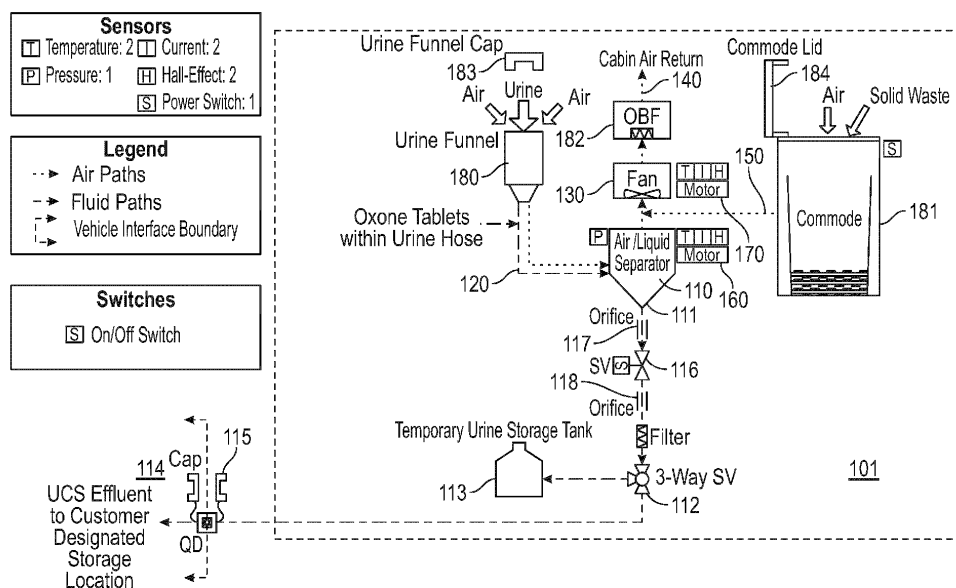 Sensors
T Temperature: 2
I Current: 2
P Pressure: 1
H Hall-Effect: 2
S Power Switch: 1
Legend
Air Paths
Fluid Paths
Vehicle Interface Boundary
Switches
S On/Off Switch
Urine Funnel Cap
183
Air
Urine
Air
Urine Funnel
180
Oxone Tablets
within Urine Hose
120
Cabin Air Return
140
OBF
182
130
Fan
T I H
Motor
170
150
P
Air/Liquid
Separator
110
T I H
Motor
160
111
Commode Lid
184
Air
Solid Waste
S
Commode
181
Orifice
117
SV
S
116
118
Orifice
Filter
Temporary Urine Storage Tank
113
3-Way SV
112
101
114
Cap
115
UCS Effluent
to Customer
Designated
Storage
Location
QD